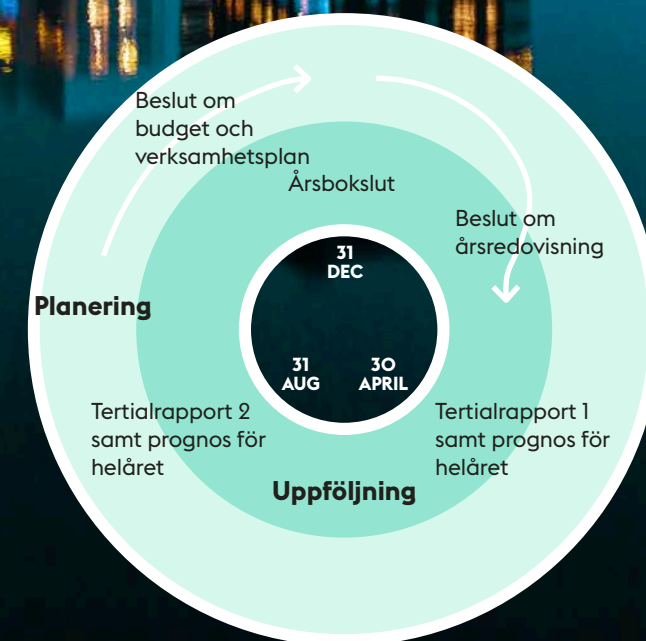 Beslut om
budget och
verksamhetsplan
Årsbokslut
Beslut om
årsredovisning
31
DEC
Planering
31
AUG
30
APRIL
Tertialrapport 2
samt prognos för
helåret
Tertialrapport 1
samt prognos för
helåret
Uppföljning